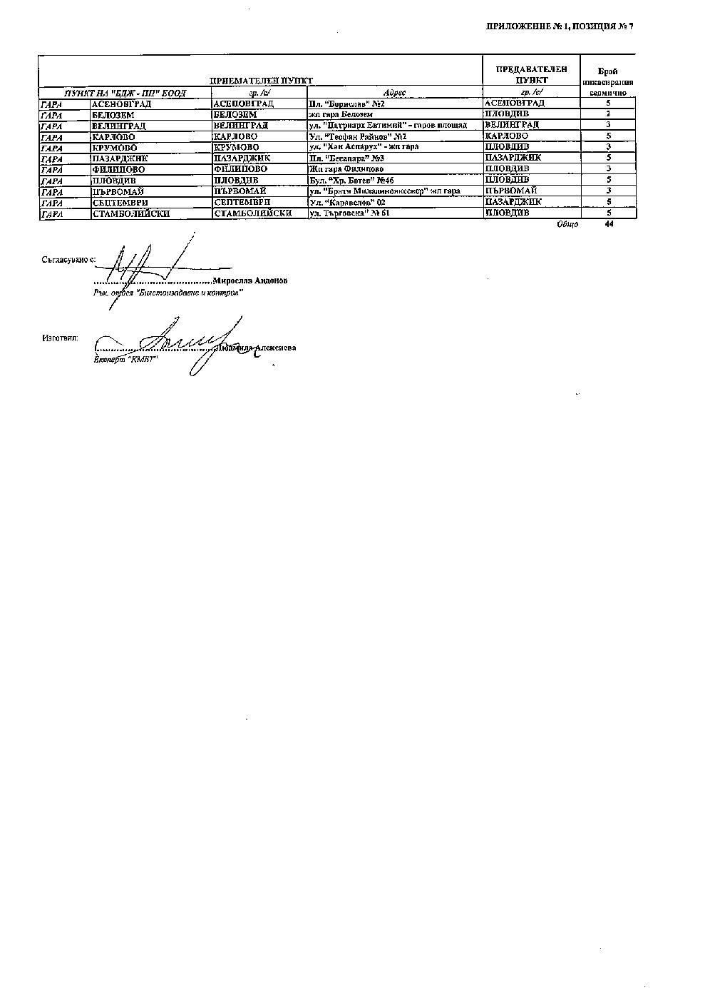 ПРИЛОЖЕНИЕ № 1, ПОЗИЦИЯ № 7
ПРИЕМАТЕЛЕН ПУНКТ ПРЕДАВАТЕЛЕН ПУНКТ Брой инкасирания седмично
ПУНКТ НА "БДЖ - ПП" ЕООД гр. /с/ Адрес гр. /с/
ГАРА АСЕНОВГРАД АСЕНОВГРАД Пл. "Борислав" №2 АСЕНОВГРАД 5
ГАРА БЕЛОЗЕМ БЕЛОЗЕМ жп гара Белозем ПЛОВДИВ 2
ГАРА ВЕЛИНГРАД ВЕЛИНГРАД ул. "Патриарх Евтимий" - гаров площад ВЕЛИНГРАД 3
ГАРА КАРЛОВО КАРЛОВО Ул. "Теофан Райнов" №1 КАРЛОВО 5
ГАРА КРУМОВО КРУМОВО ул. "Хан Аспарух" - жп гара ПЛОВДИВ 3
ГАРА ПАЗАРДЖИК ПАЗАРДЖИК Пл. "Бесапара" №3 ПАЗАРДЖИК 5
ГАРА ФИЛИПОВО ФИЛИПОВО Жп гара Филипово ПЛОВДИВ 3
ГАРА ПЛОВДИВ ПЛОВДИВ Бул. "Хр. Ботев" №46 ПЛОВДИВ 5
ГАРА ПЪРВОМАЙ ПЪРВОМАЙ ул. "Братя жп гара ПЪРВОМАЙ 3
ГАРА СЕПТЕМВРИ СЕПТЕМВРИ Ул. "Каравелов" 02 ПАЗАРДЖИК 5
ГАРА СТАМБОЛИЙСКИ СТАМБОЛИЙСКИ ул. Търговска" № 61 ПЛОВДИВ 5
Общо 44
Съгласувано с:
Мирослав Андонов
Рък. отдел "Билетоиздаване и контрол"
Изготвил:
Людмила Алексиева
Експерт "КМБТ"